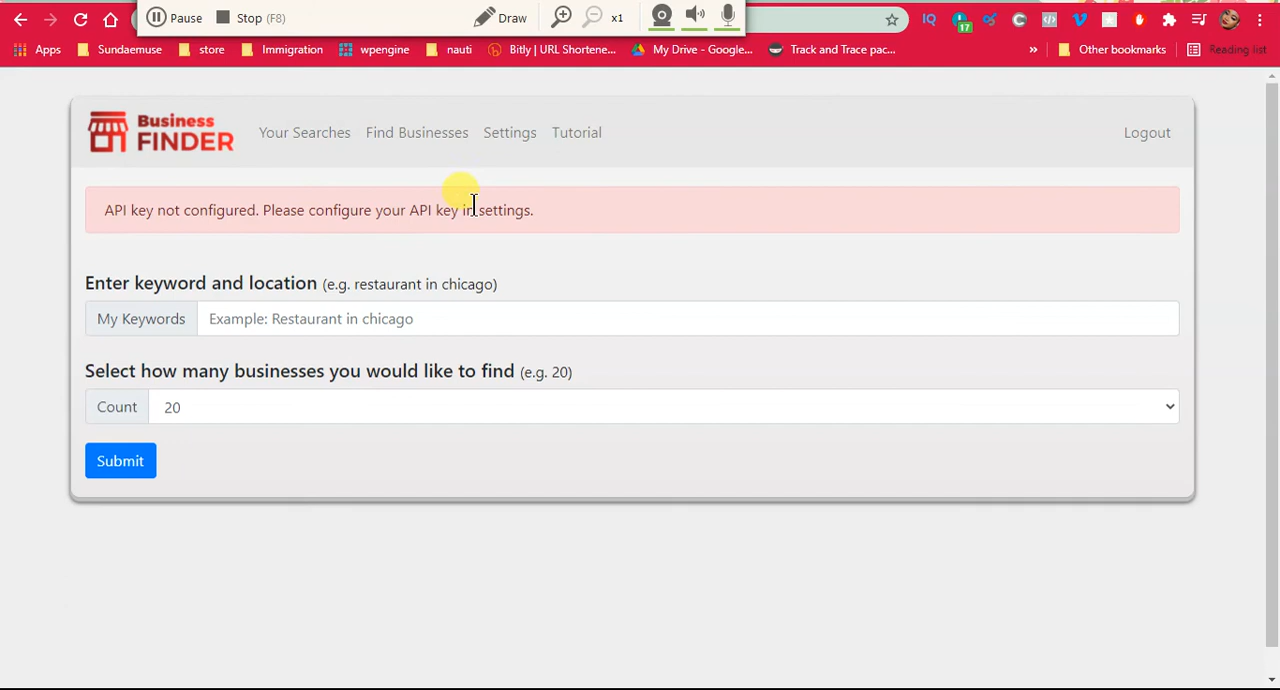 Pause Stop (F8) Draw x1
IQ 17
Apps Sundaemuse store Immigration wpengine nauti Bitly | URL Shortene... My Drive - Google... Track and Trace pac... » Other bookmarks Reading list
Business
FINDER
Your Searches Find Businesses Settings Tutorial Logout
API key not configured. Please configure your API key in settings.
Enter keyword and location (e.g. restaurant in chicago)
My Keywords Example: Restaurant in chicago
Select how many businesses you would like to find (e.g. 20)
Count 20
Submit